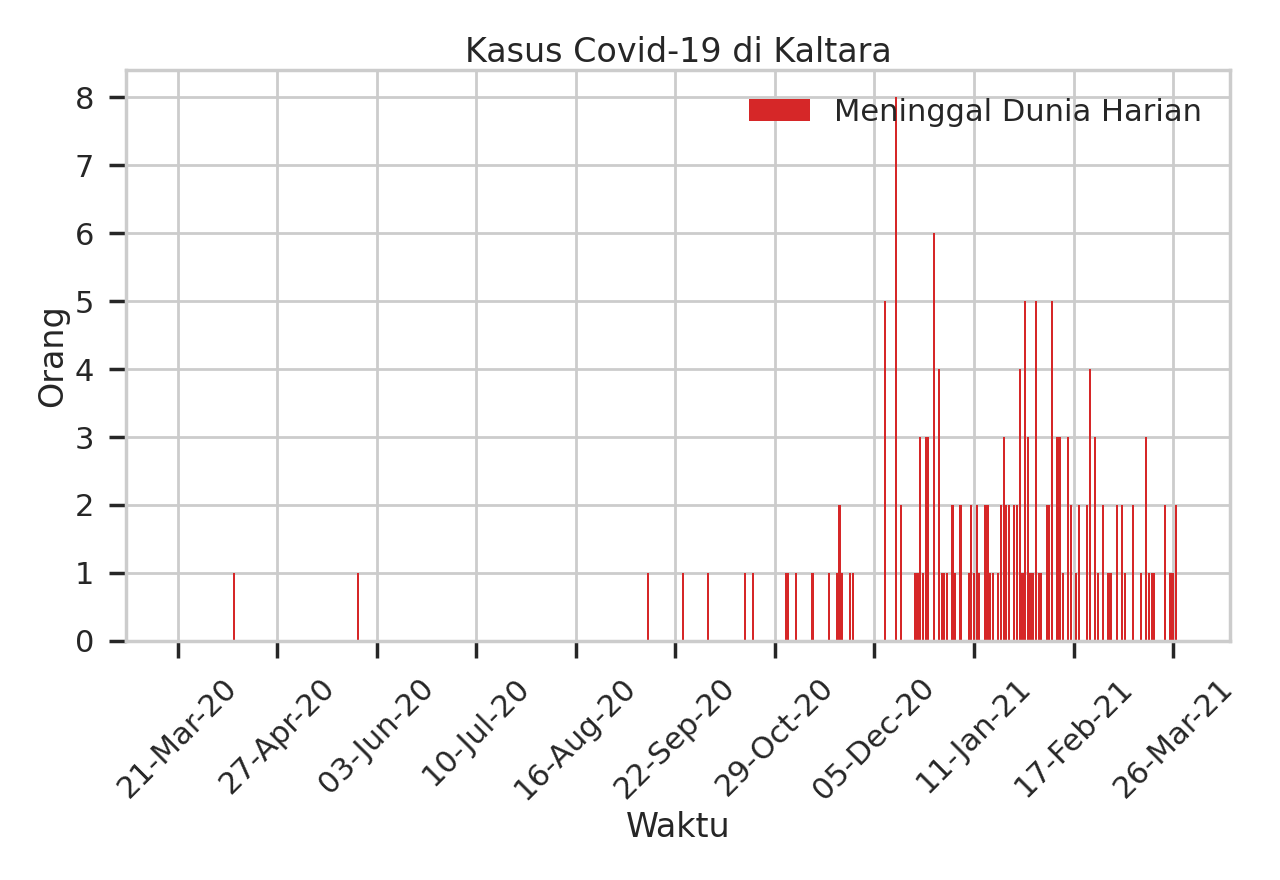 Kasus Covid-19 di Kaltara
Meninggal Dunia Harian
Orang
8
7
6
5
4
3
2
1
0
21-Mar-20
27-Apr-20
03-Jun-20
10-Jul-20
16-Aug-20
22-Sep-20
29-Oct-20
05-Dec-20
11-Jan-21
17-Feb-21
26-Mar-21
Waktu